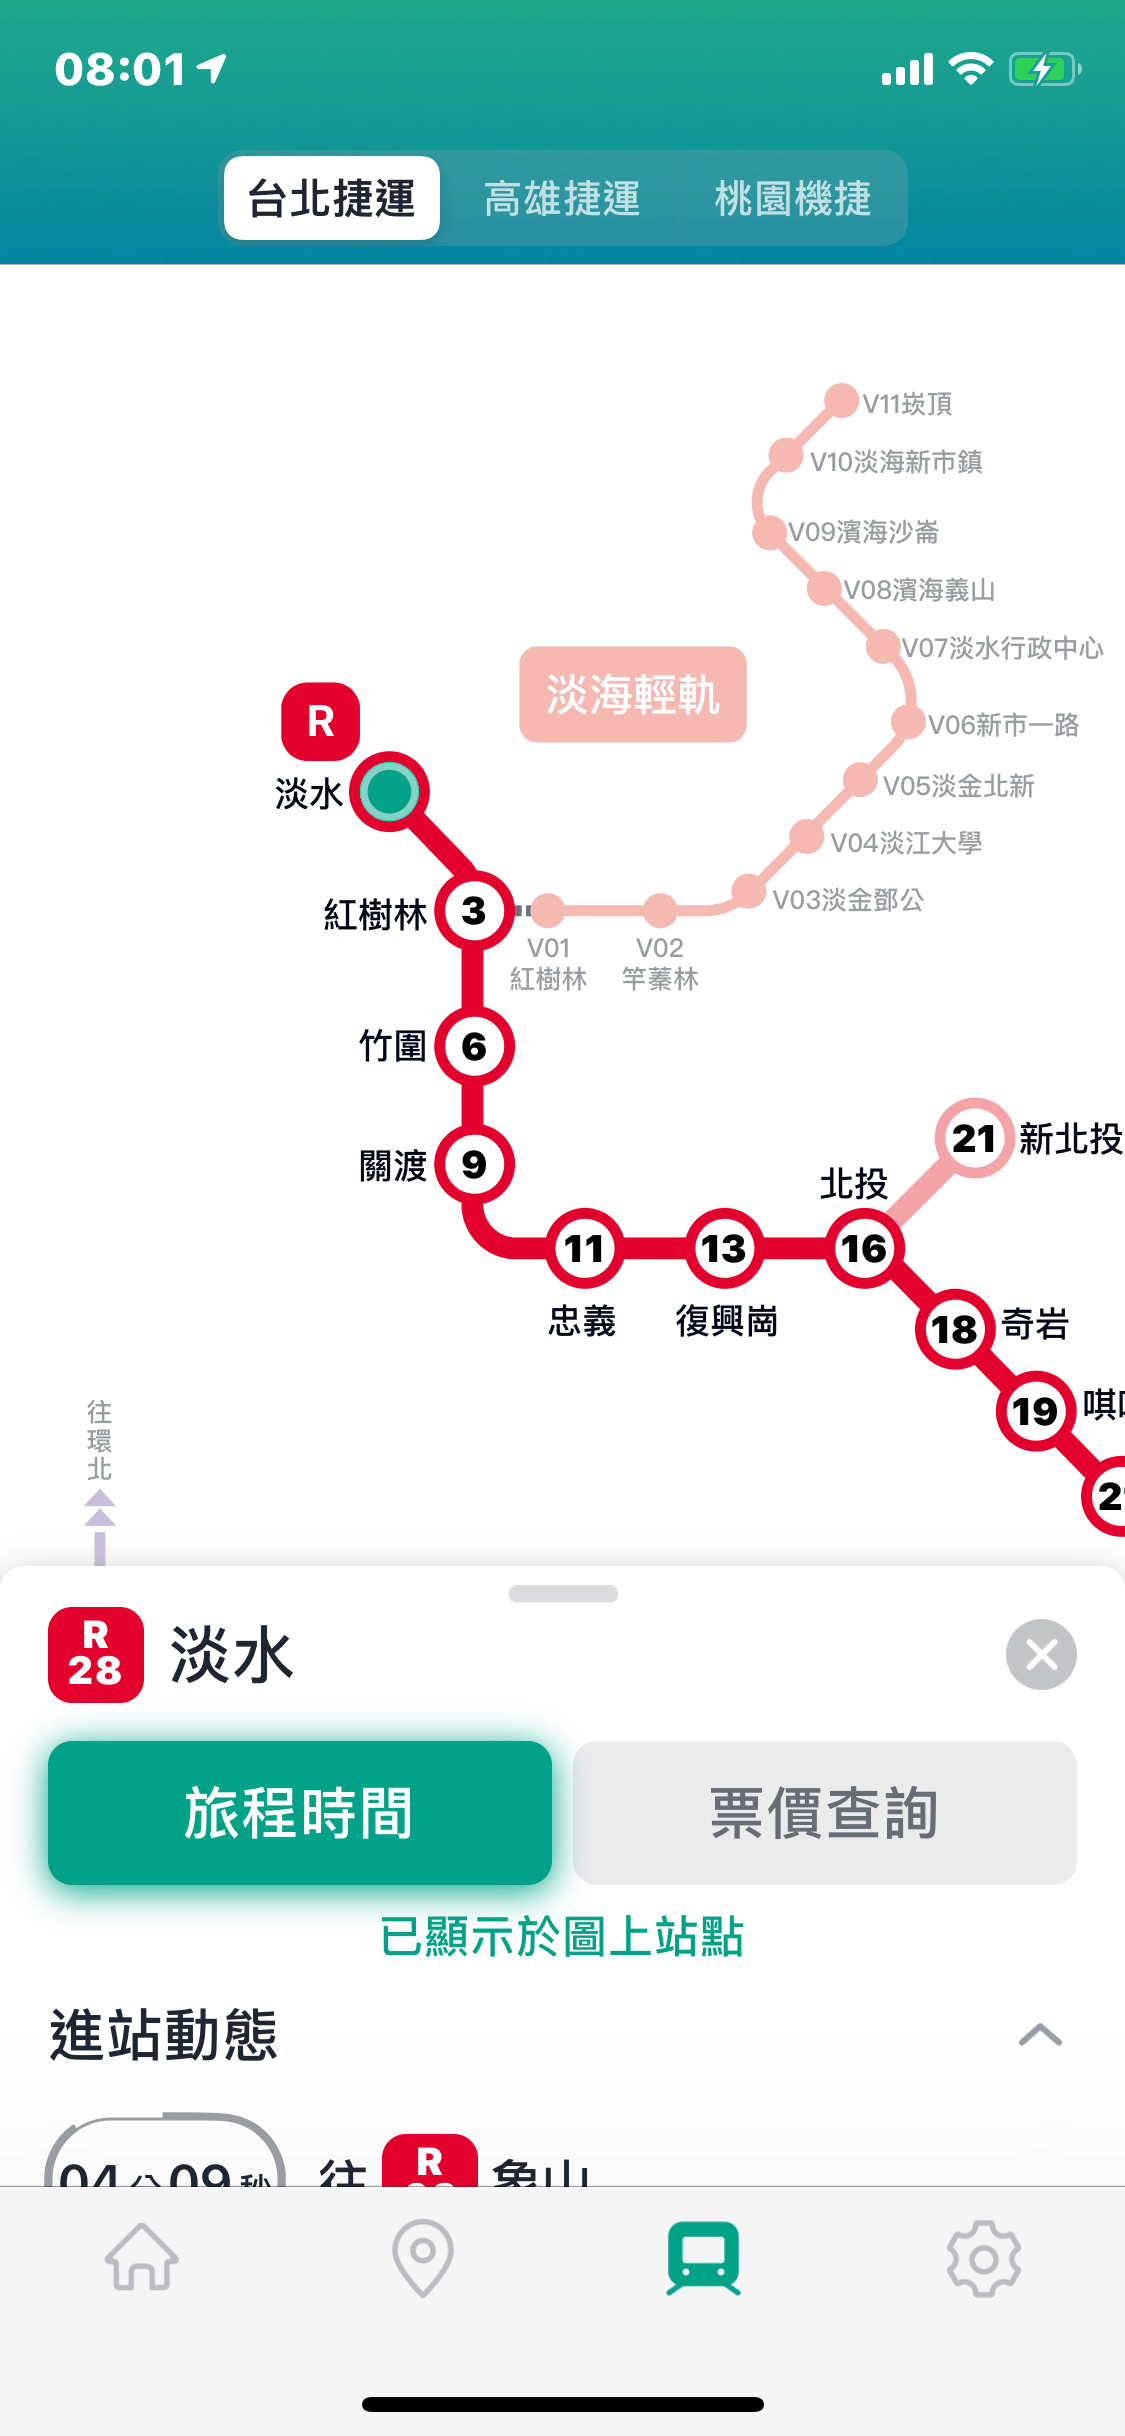 08:01
台北捷運 高雄捷運 桃園機捷
V11崁頂
V10淡海新市鎮
V09濱海沙崙
V08濱海義山
V07淡水行政中心
淡海輕軌
R
V06新市一路
淡水
V05淡金北新
V04淡江大學
V03淡金鄧公
紅樹林 3
V01
紅樹林
V02
竿蓁林
竹圍 6
21 新北投
關渡 9
北投
11 13 16
忠義 復興崗
18 奇岩
19 唭
往環北
R
28
淡水
旅程時間 票價查詢
已顯示於圖上站點
進站動態
04分09秒 往 R 象山